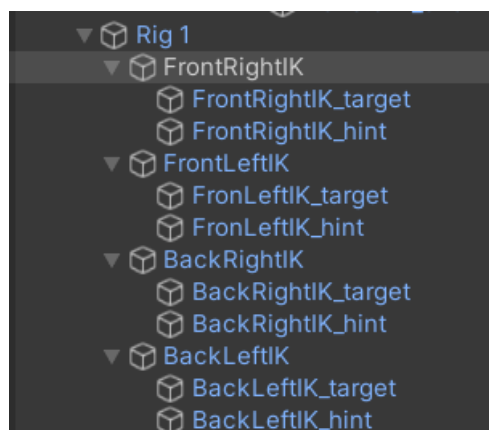 Rig 1
FrontRightIK
FrontRightIK_target
FrontRightIK_hint
FrontLeftIK
FronLeftIK_target
FronLeftIK_hint
BackRightIK
BackRightIK_target
BackRightIK_hint
BackLeftIK
BackLeftIK_target
BackLeftIK_hint